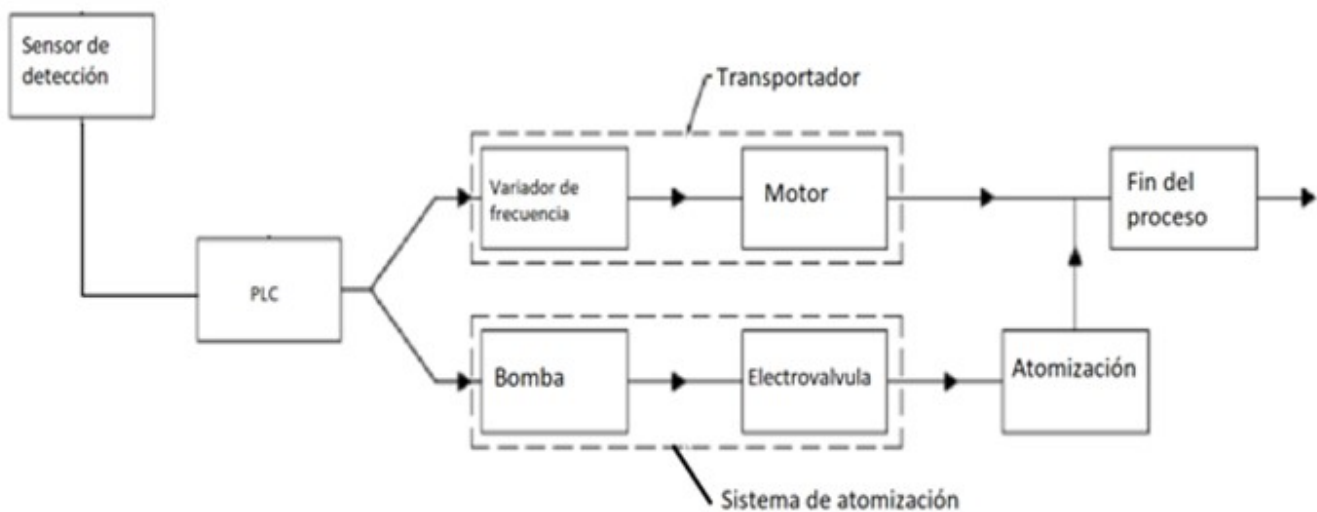 Sensor de
detección
Transportador
Variador de
frecuencia
Motor
Fin del
proceso
PLC
Bomba
Electrovalvula
Atomización
Sistema de atomización